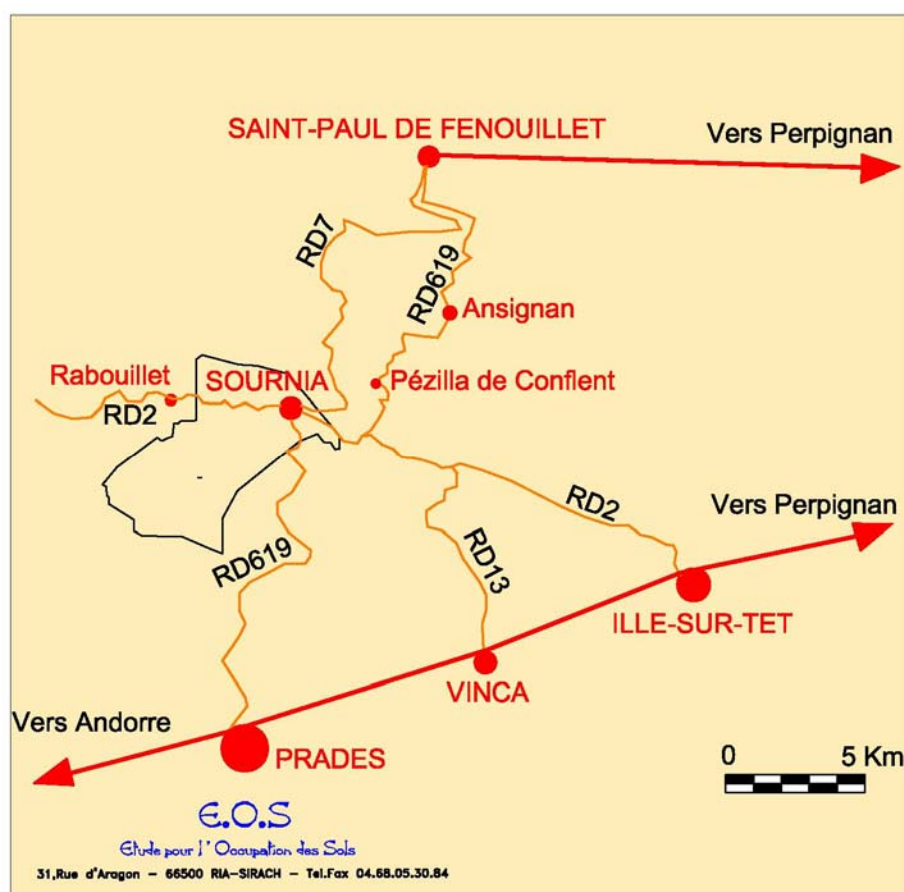 SAINT-PAUL DE FENOUILLET
Vers Perpignan
RD7
RD619
Ansignan
Rabouillet
SOURNIA
Pézilla de Conflent
RD2
RD2
Vers Perpignan
RD619
RD13
ILLE-SUR-TET
VINCA
Vers Andorre
PRADES
0 5 Km
E.O.S
Etude pour l'Occupation des Sols
31,Rue d'Aragon - 66500 RIA-SIRACH - Tel.Fax 04.68.05.30.84